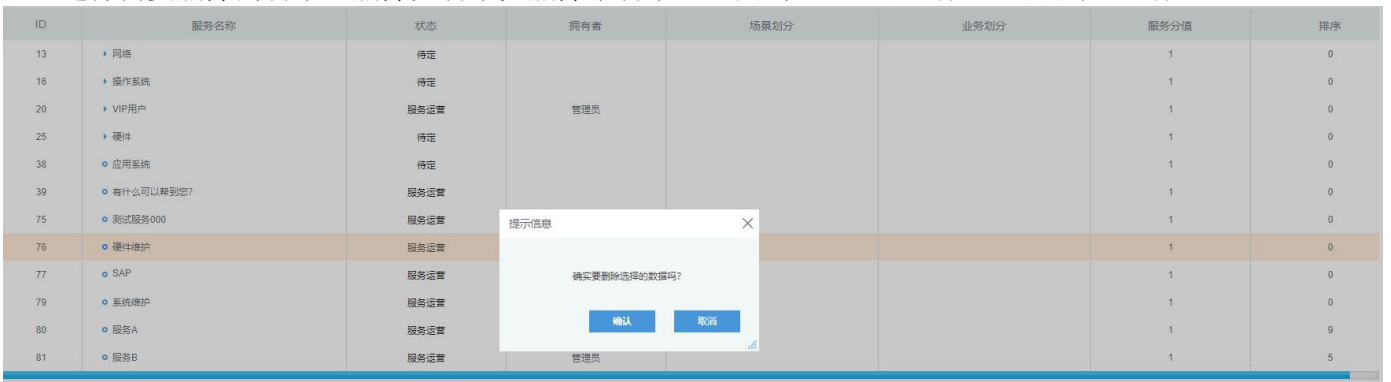 ID 服务名称 状态 拥有者 场景划分 业务划分 服务分值 排序
13 网络 待定 1 0
16 操作系统 待定 1 0
20 VIP用户 服务运营 管理员 1 0
25 硬件 待定 1 0
38 应用系统 待定 1 0
39 有什么可以帮到您? 服务运营 1 0
75 测试服务000 服务运营 1 0
提示信息
76 硬件维护 服务运营 1 0
77 SAP 服务运营 1 0
确实要删除选择的数据吗?
79 系统维护 服务运营 1 0
确认 取消
80 服务A 服务运营 1 9
81 服务B 服务运营 管理员 1 5